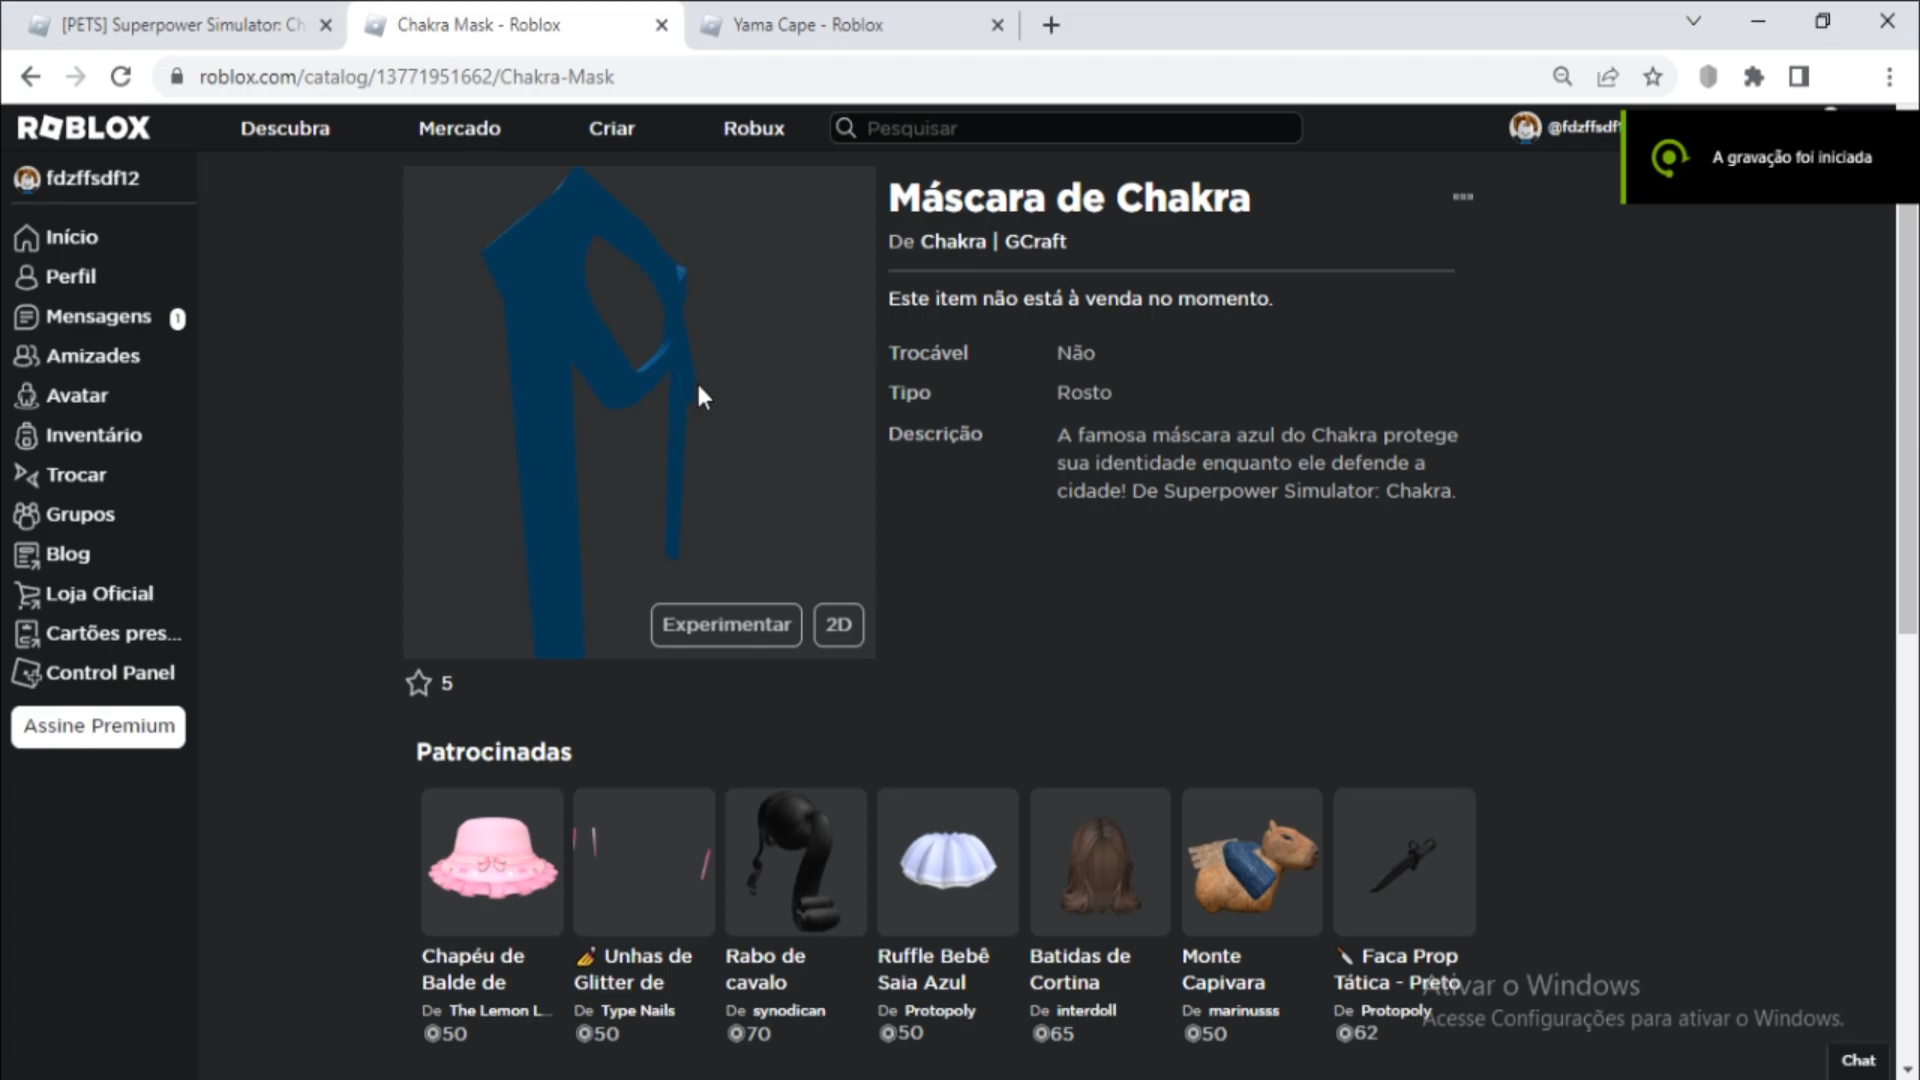 [PETS] Superpower Simulator: Ch
Chakra Mask - Roblox
Yama Cape - Roblox
roblox.com/catalog/13771951662/Chakra-Mask
ROBLOX
Descubra
Mercado
Criar
Robux
Pesquisar
@fdzffsdf1
A gravação foi iniciada
fdzffsdf12
Início
Perfil
Mensagens
1
Amizades
Avatar
Inventário
Trocar
Grupos
Blog
Loja Oficial
Cartões pres...
Control Panel
Assine Premium
Experimentar
2D
5
Máscara de Chakra
De Chakra | GCraft
Este item não está à venda no momento.
Trocável Não
Tipo Rosto
Descrição A famosa máscara azul do Chakra protege
sua identidade enquanto ele defende a
cidade! De Superpower Simulator: Chakra.
Patrocinadas
Chapéu de
Balde de
De The Lemon L...
50
Unhas de
Glitter de
De Type Nails
50
Rabo de
cavalo
De synodican
70
Ruffle Bebê
Saia Azul
De Protopoly
50
Batidas de
Cortina
De interdoll
65
Monte
Capivara
De marinusss
50
Faca Prop
Tática - Preto
De Protopoly
62
Ativar o Windows
Acesse Configurações para ativar o Windows.
Chat